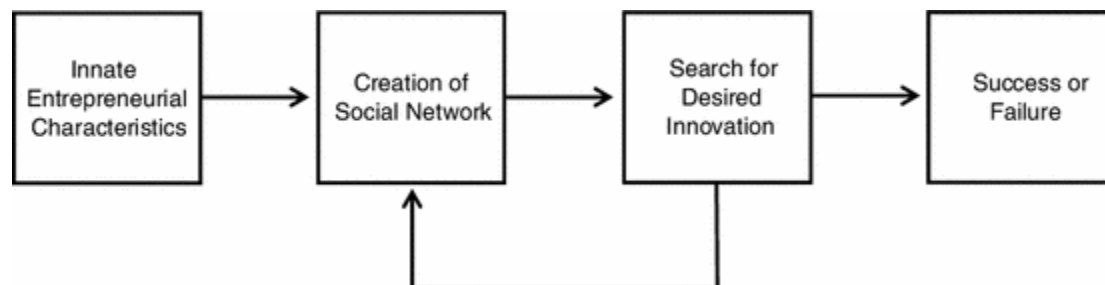 Innate
Entrepreneurial
Characteristics
Creation of
Social Network
Search for
Desired
Innovation
Success or
Failure